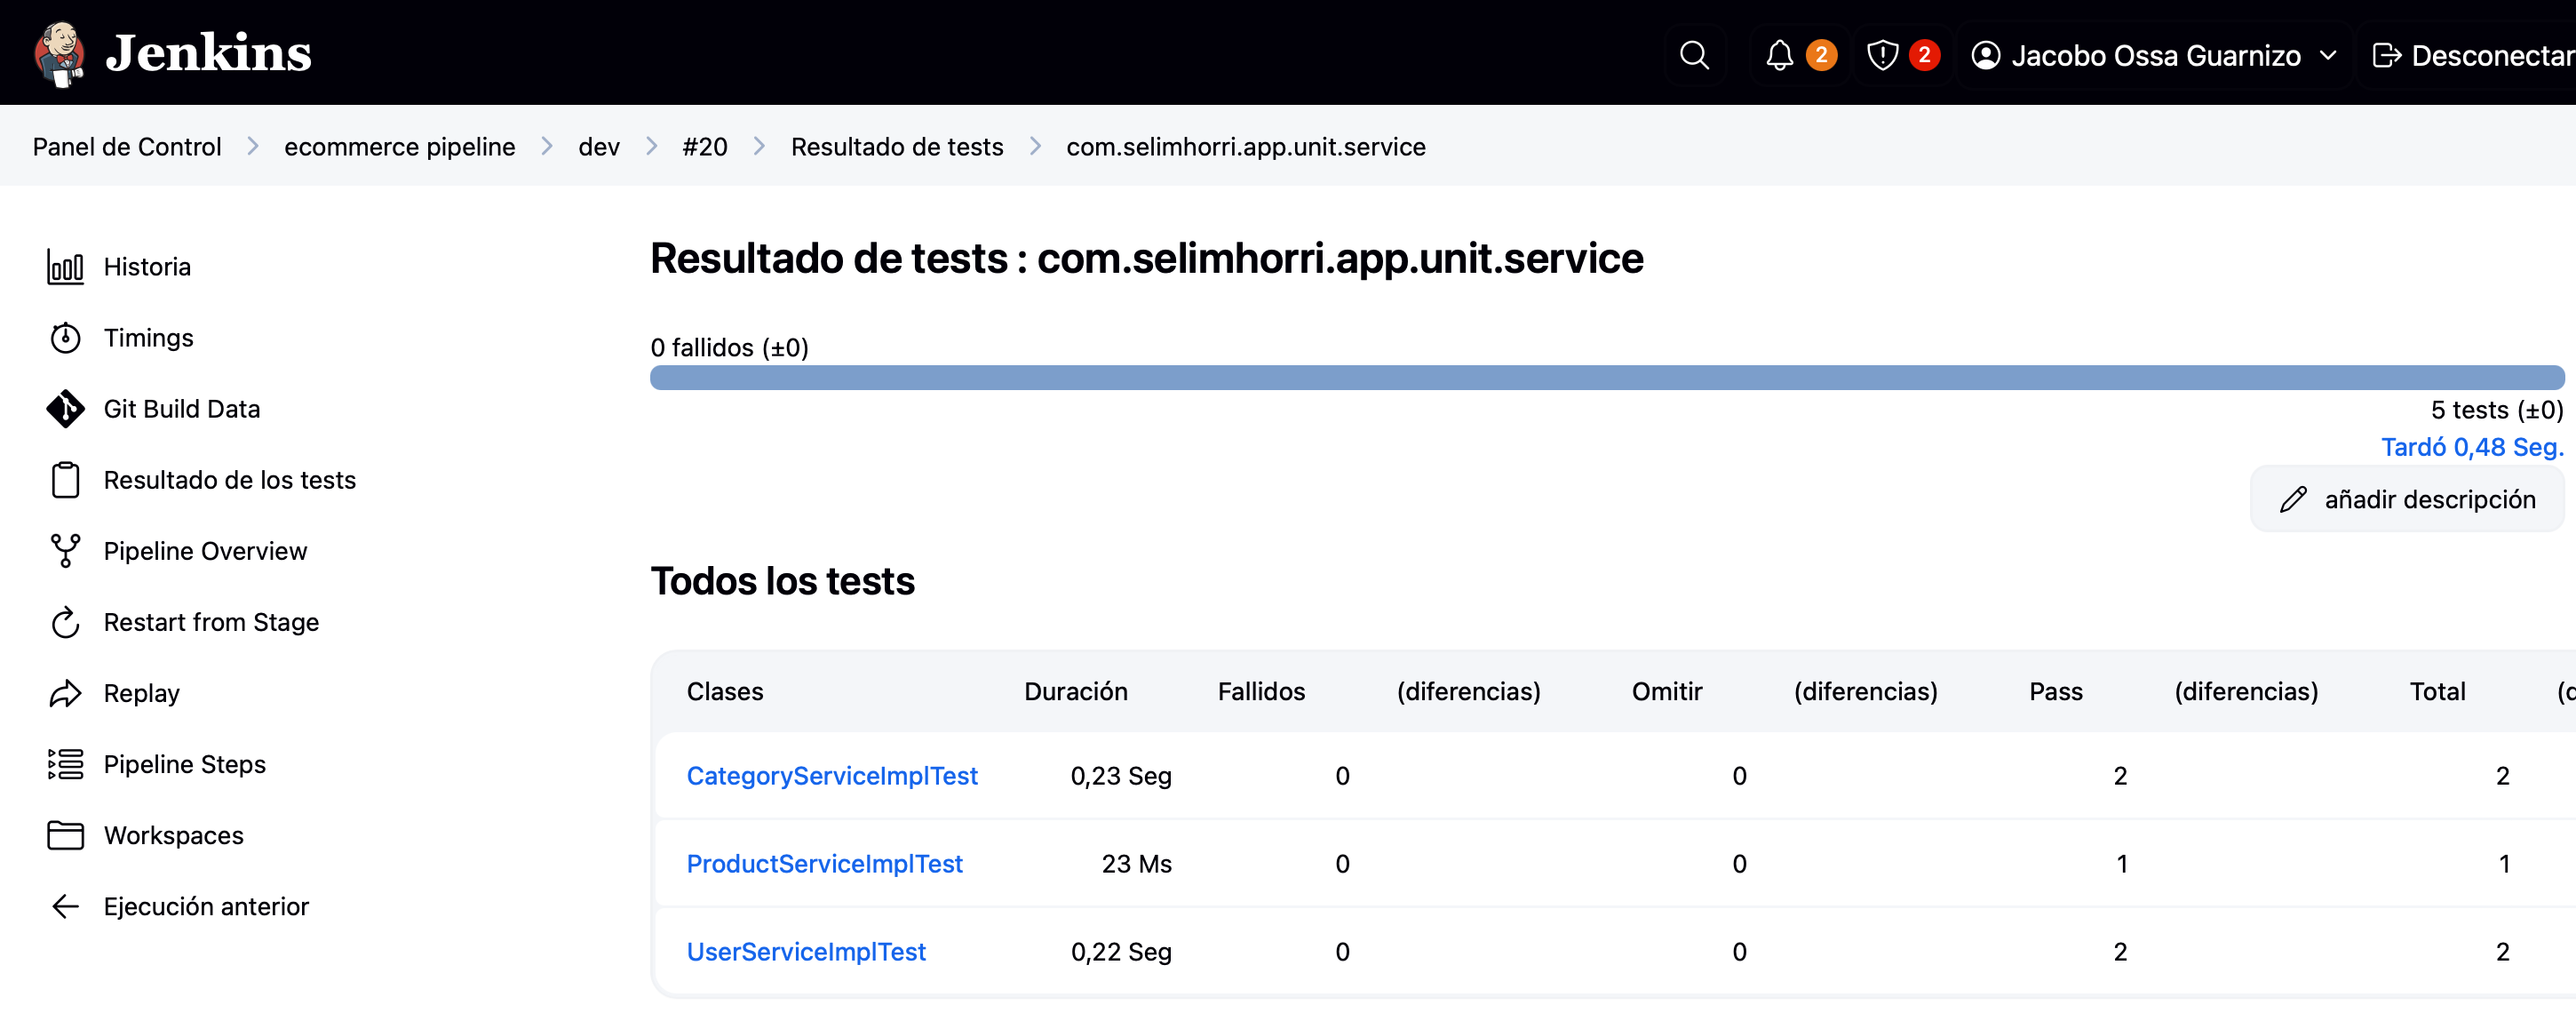 Jenkins
2
2
Jacobo Ossa Guarnizo
Desconectar
Panel de Control
ecommerce pipeline
dev
#20
Resultado de tests
com.selimhorri.app.unit.service
Historia
Timings
Git Build Data
Resultado de los tests
Pipeline Overview
Restart from Stage
Replay
Pipeline Steps
Workspaces
Ejecución anterior
Resultado de tests : com.selimhorri.app.unit.service
0 fallidos (±0)
5 tests (±0)
Tardó 0,48 Seg.
añadir descripción
Todos los tests
Clases Duración Fallidos (diferencias) Omitir (diferencias) Pass (diferencias) Total
CategoryServiceImplTest 0,23 Seg 0 0 2 2
ProductServiceImplTest 23 Ms 0 0 1 1
UserServiceImplTest 0,22 Seg 0 0 2 2